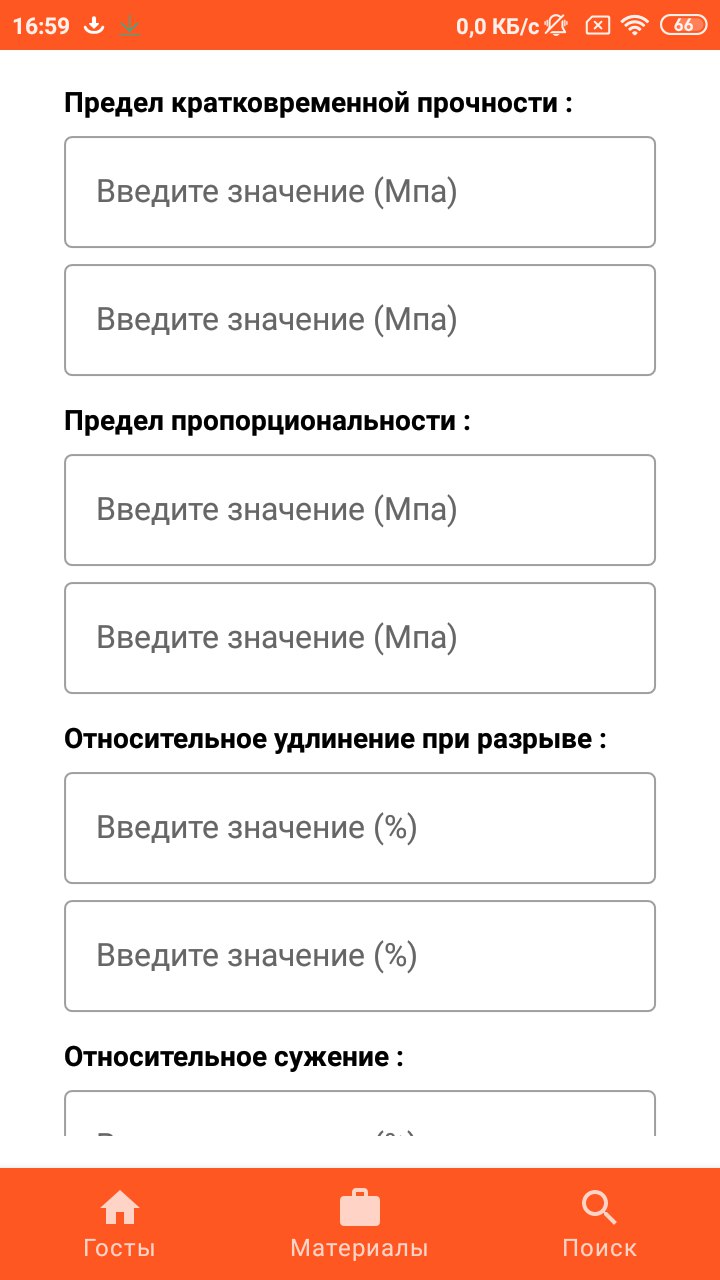 16:59
0,0 КБ/с
66
Предел кратковременной прочности :
Введите значение (Мпа)
Введите значение (Мпа)
Предел пропорциональности :
Введите значение (Мпа)
Введите значение (Мпа)
Относительное удлинение при разрыве :
Введите значение (%)
Введите значение (%)
Относительное сужение :
Госты
Материалы
Поиск